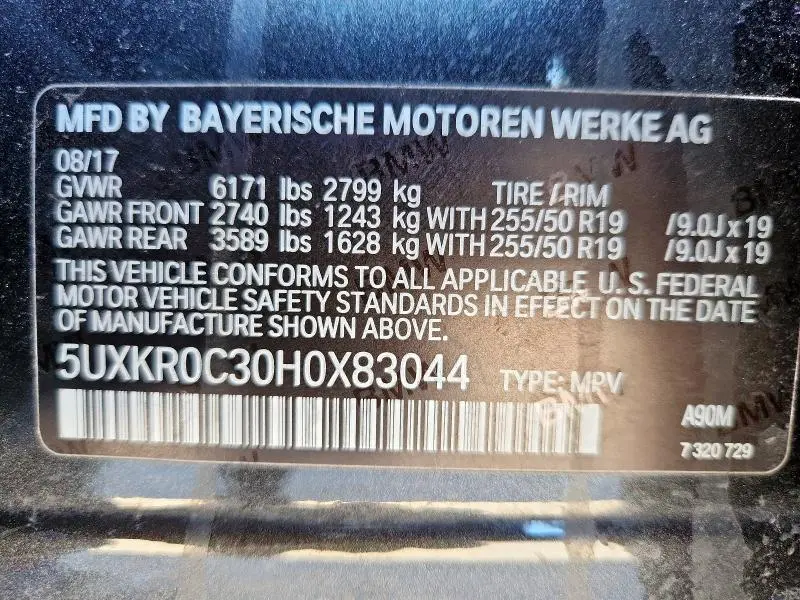 MFD BY BAYERISCHE MOTOREN WERKE AG
08/17
GVWR 6171 lbs 2799 kg TIRE / RIM
GAWR FRONT 2740 lbs 1243 kg WITH 255/50 R19 /9.0J x 19
GAWR REAR 3589 lbs 1628 kg WITH 255/50 R19 /9.0J x 19
THIS VEHICLE CONFORMS TO ALL APPLICABLE U. S. FEDERAL
MOTOR VEHICLE SAFETY STANDARDS IN EFFECT ON THE DATE
OF MANUFACTURE SHOWN ABOVE.
5UXKR0C30H0X83044 TYPE: MPV
A90M
7 320 729